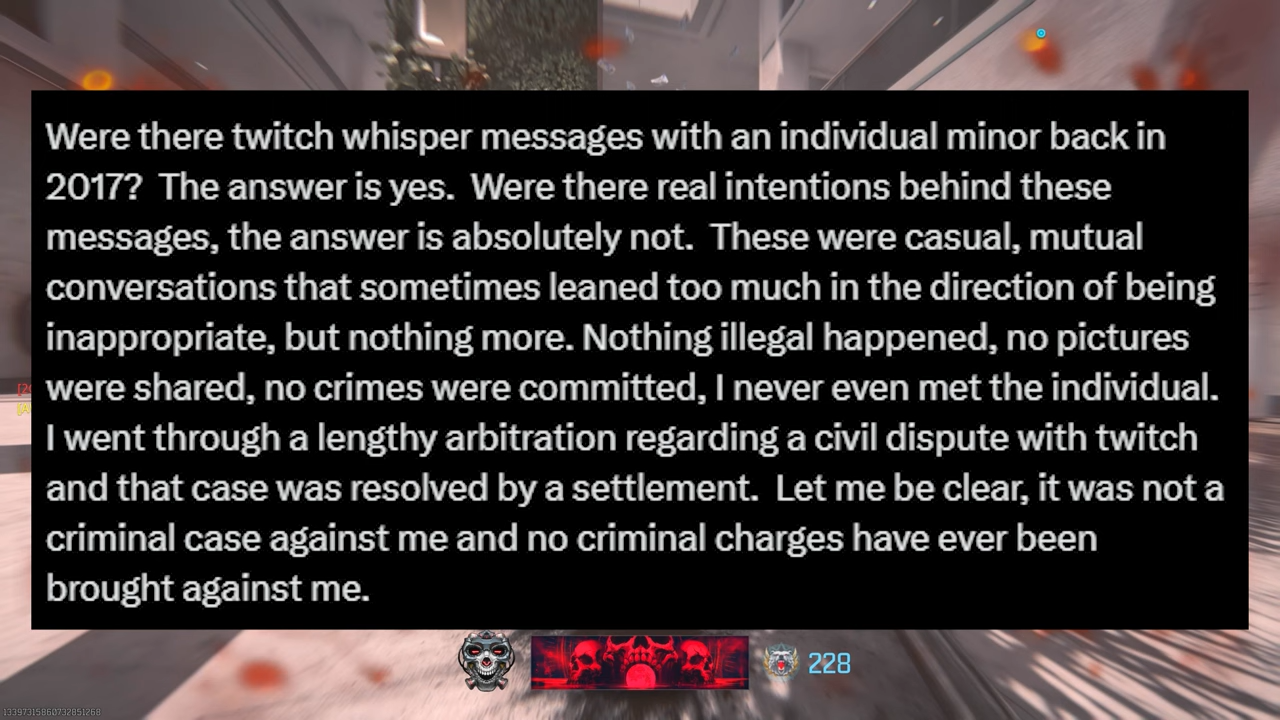 Were there twitch whisper messages with an individual minor back in
2017?  The answer is yes.  Were there real intentions behind these
messages, the answer is absolutely not.  These were casual, mutual
conversations that sometimes leaned too much in the direction of being
inappropriate, but nothing more. Nothing illegal happened, no pictures
were shared, no crimes were committed, I never even met the individual.
I went through a lengthy arbitration regarding a civil dispute with twitch
and that case was resolved by a settlement.  Let me be clear, it was not a
criminal case against me and no criminal charges have ever been
brought against me.
228